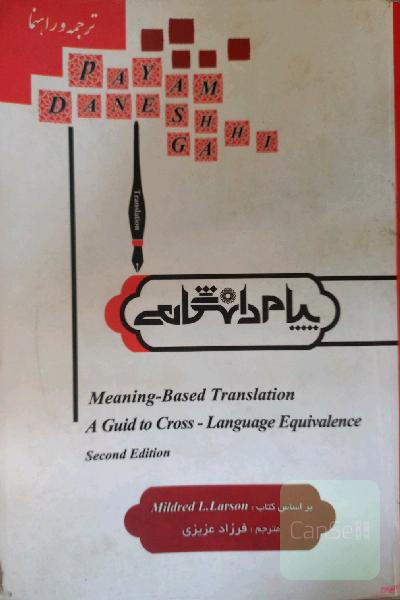 ترجمه و راهنما
PAYAM
DANESHGAHI
Translation
پیام دانشگاهی
Meaning-Based Translation
A Guid to Cross - Language Equivalence
Second Edition
بر اساس کتاب : Mildred L.Larson
مترجم : فرزاد عزیزی
CanSell